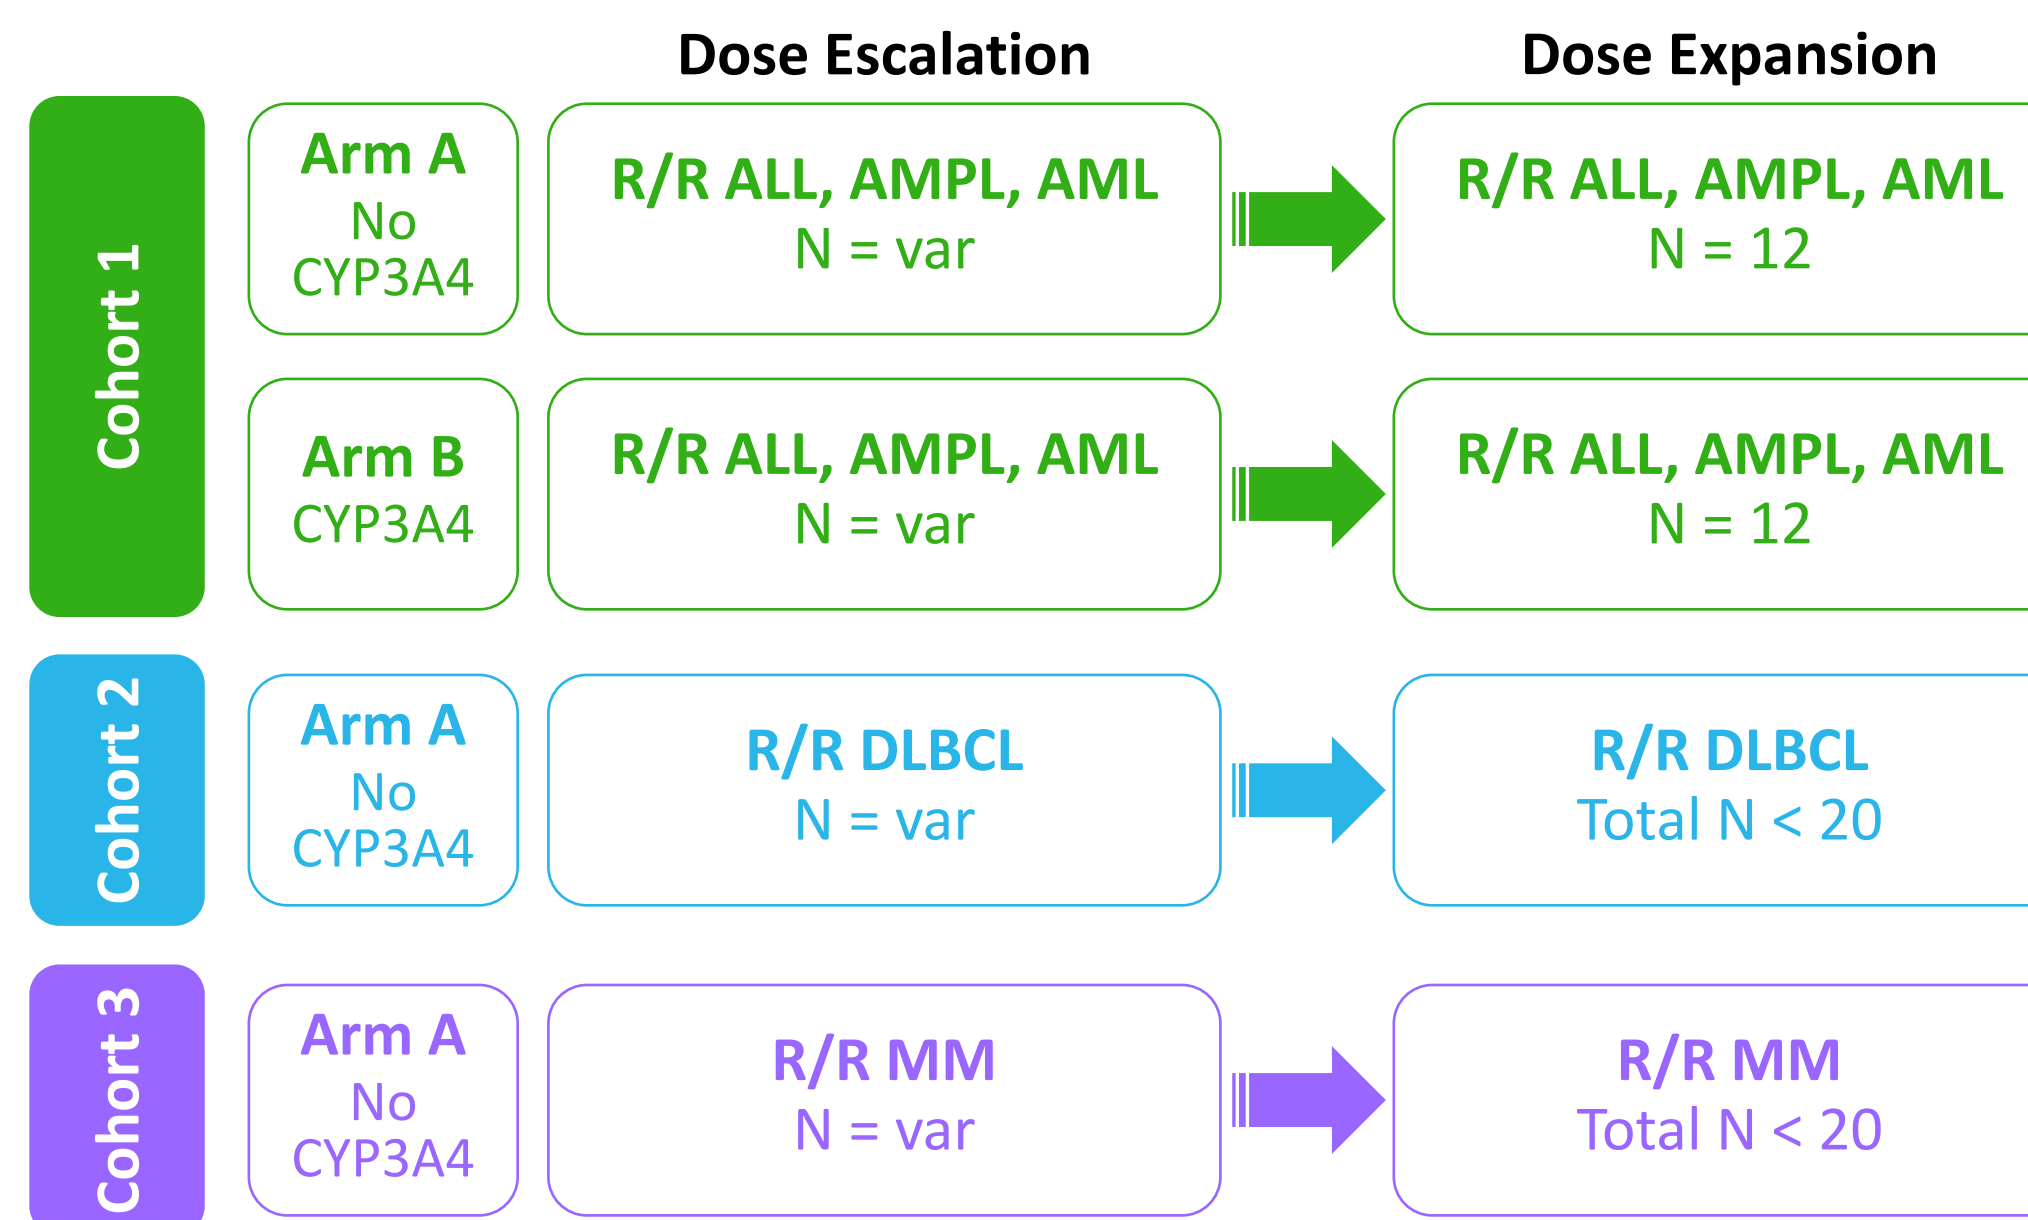 Dose Escalation
Dose Expansion
Cohort 1
Arm A
No
CYP3A4
R/R ALL, AMPL, AML
N = var
R/R ALL, AMPL, AML
N = 12
Arm B
CYP3A4
R/R ALL, AMPL, AML
N = var
R/R ALL, AMPL, AML
N = 12
Cohort 2
Arm A
No
CYP3A4
R/R DLBCL
N = var
R/R DLBCL
Total N < 20
Cohort 3
Arm A
No
CYP3A4
R/R MM
N = var
R/R MM
Total N < 20